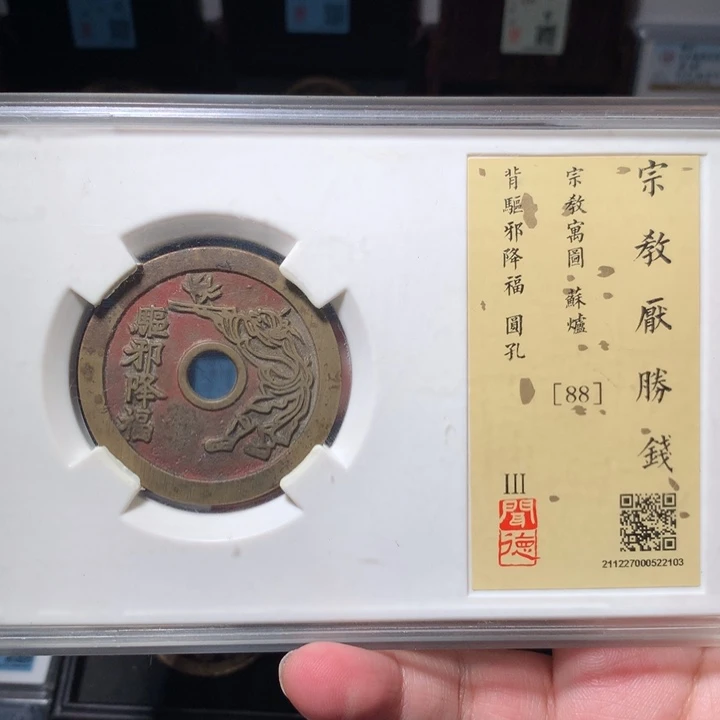 驅邪降福
宗教厭勝錢
宗教寓圖 蘇爐
[88]
背驅邪降福 圓孔
III
聞德
211227000522103